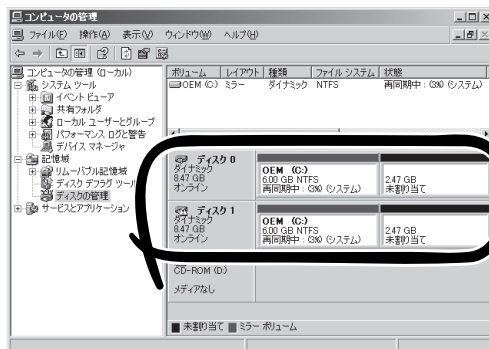 コンピュータの管理
ファイル(F) 操作(A) 表示(V) ウィンドウ(W) ヘルプ(H)
コンピュータの管理 (ローカル)
システム ツール
イベント ビューア
共有フォルダ
ローカル ユーザーとグループ
パフォーマンス ログと警告
デバイス マネージャ
記憶域
リムーバブル記憶域
ディスク デフラグ ツール
ディスクの管理
サービスとアプリケーション
ボリューム レイアウト 種類 ファイル システム 状態
OEM (C:) ミラー ダイナミック NTFS 再同期中 : (3%) (システム)
ディスク 0
ダイナミック
8.47 GB
オンライン
OEM (C:)
6.00 GB NTFS
再同期中 : (3%) (システム)
2.47 GB
未割り当て
ディスク 1
ダイナミック
8.47 GB
オンライン
OEM (C:)
6.00 GB NTFS
再同期中 : (3%) (システム)
2.47 GB
未割り当て
CD-ROM (D:)
メディアなし
未割り当て ミラー ボリューム